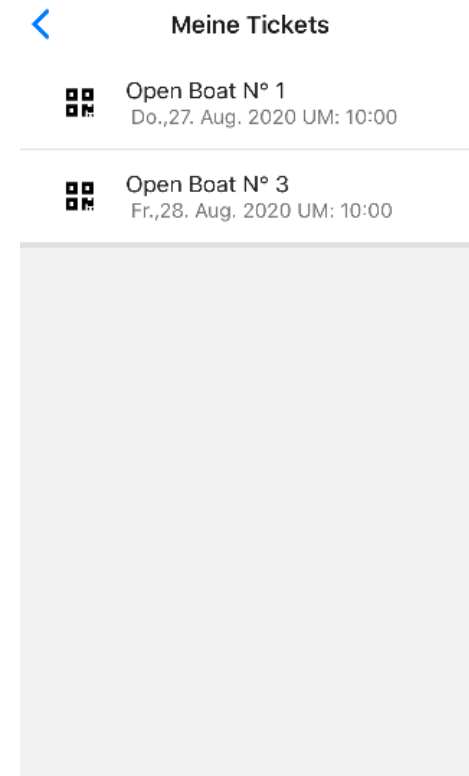 Meine Tickets
Open Boat N° 1
Do.,27. Aug. 2020 UM: 10:00
Open Boat N° 3
Fr.,28. Aug. 2020 UM: 10:00